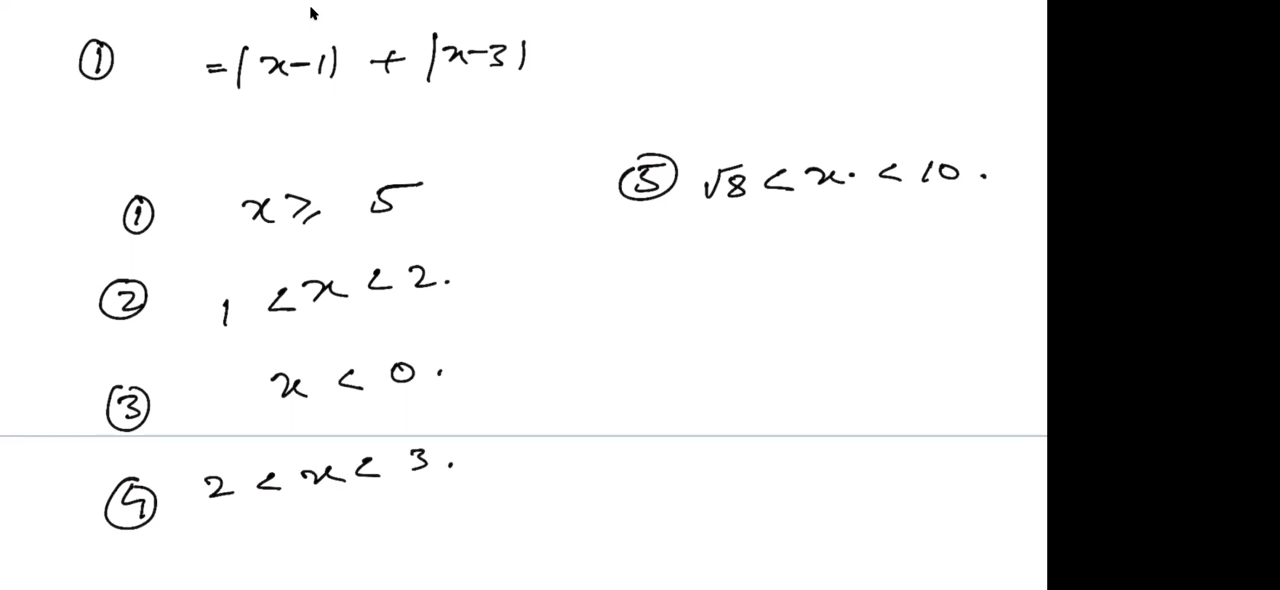 ① =|x-1| + |x-3|
① x ≥ 5
② 1 < x < 2.
③ x < 0.
④ 2 < x < 3.
⑤ √8 < x. < 10.